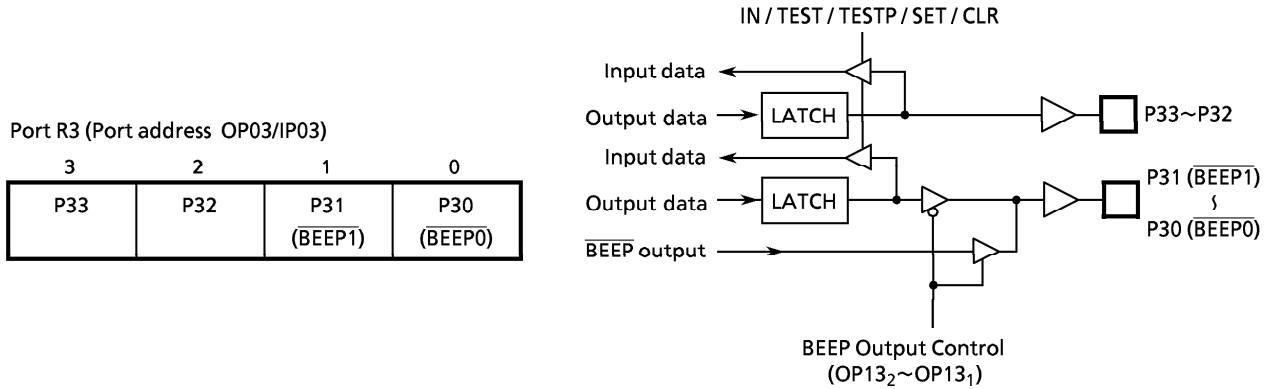 Port R3 (Port address OP03/IP03)
3 2 1 0
P33 P32 P31 P30
(BEEP1) (BEEP0)
IN / TEST / TESTP / SET / CLR
Input data
Output data LATCH P33~P32
Input data
Output data LATCH P31 (BEEP1)
~
P30 (BEEP0)
BEEP output
BEEP Output Control
(OP13₂~OP13₁)